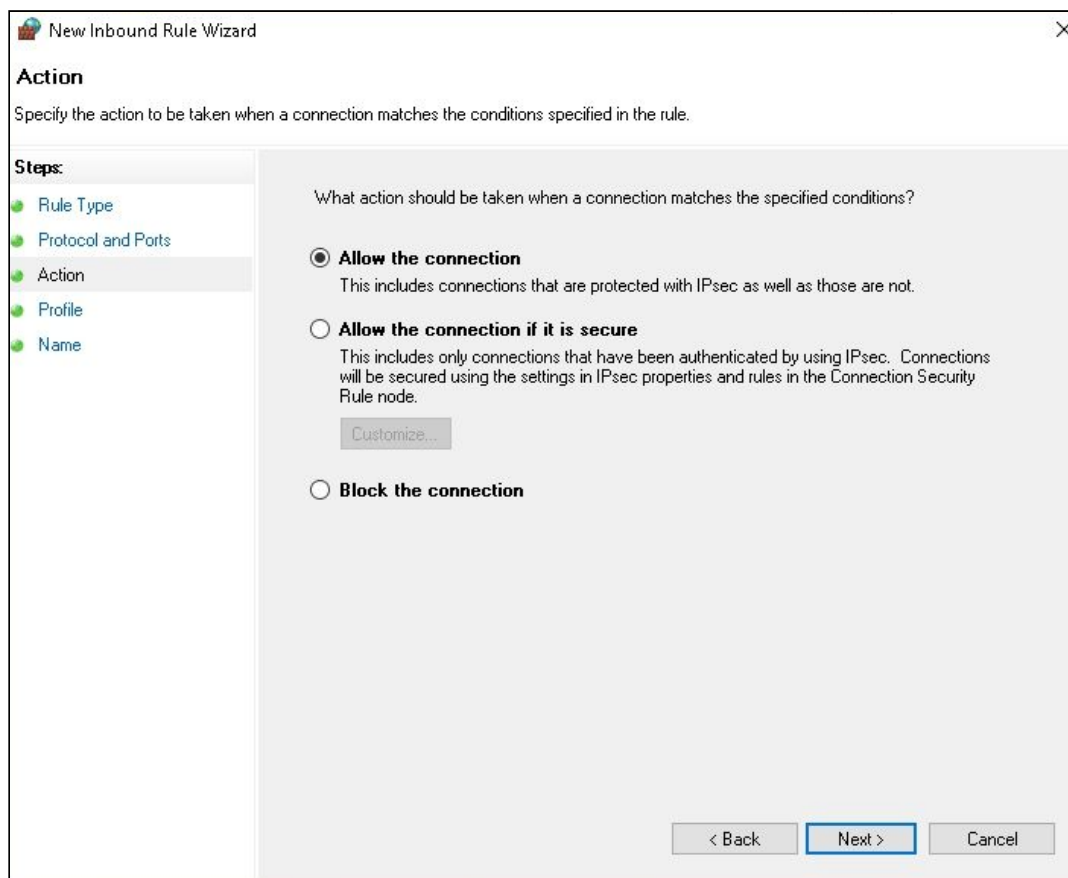 New Inbound Rule Wizard
Action
Specify the action to be taken when a connection matches the conditions specified in the rule.
Steps:
Rule Type
Protocol and Ports
Action
Profile
Name
What action should be taken when a connection matches the specified conditions?
Allow the connection
This includes connections that are protected with IPsec as well as those are not.
Allow the connection if it is secure
This includes only connections that have been authenticated by using IPsec. Connections
will be secured using the settings in IPsec properties and rules in the Connection Security
Rule node.
Customize...
Block the connection
< Back
Next >
Cancel